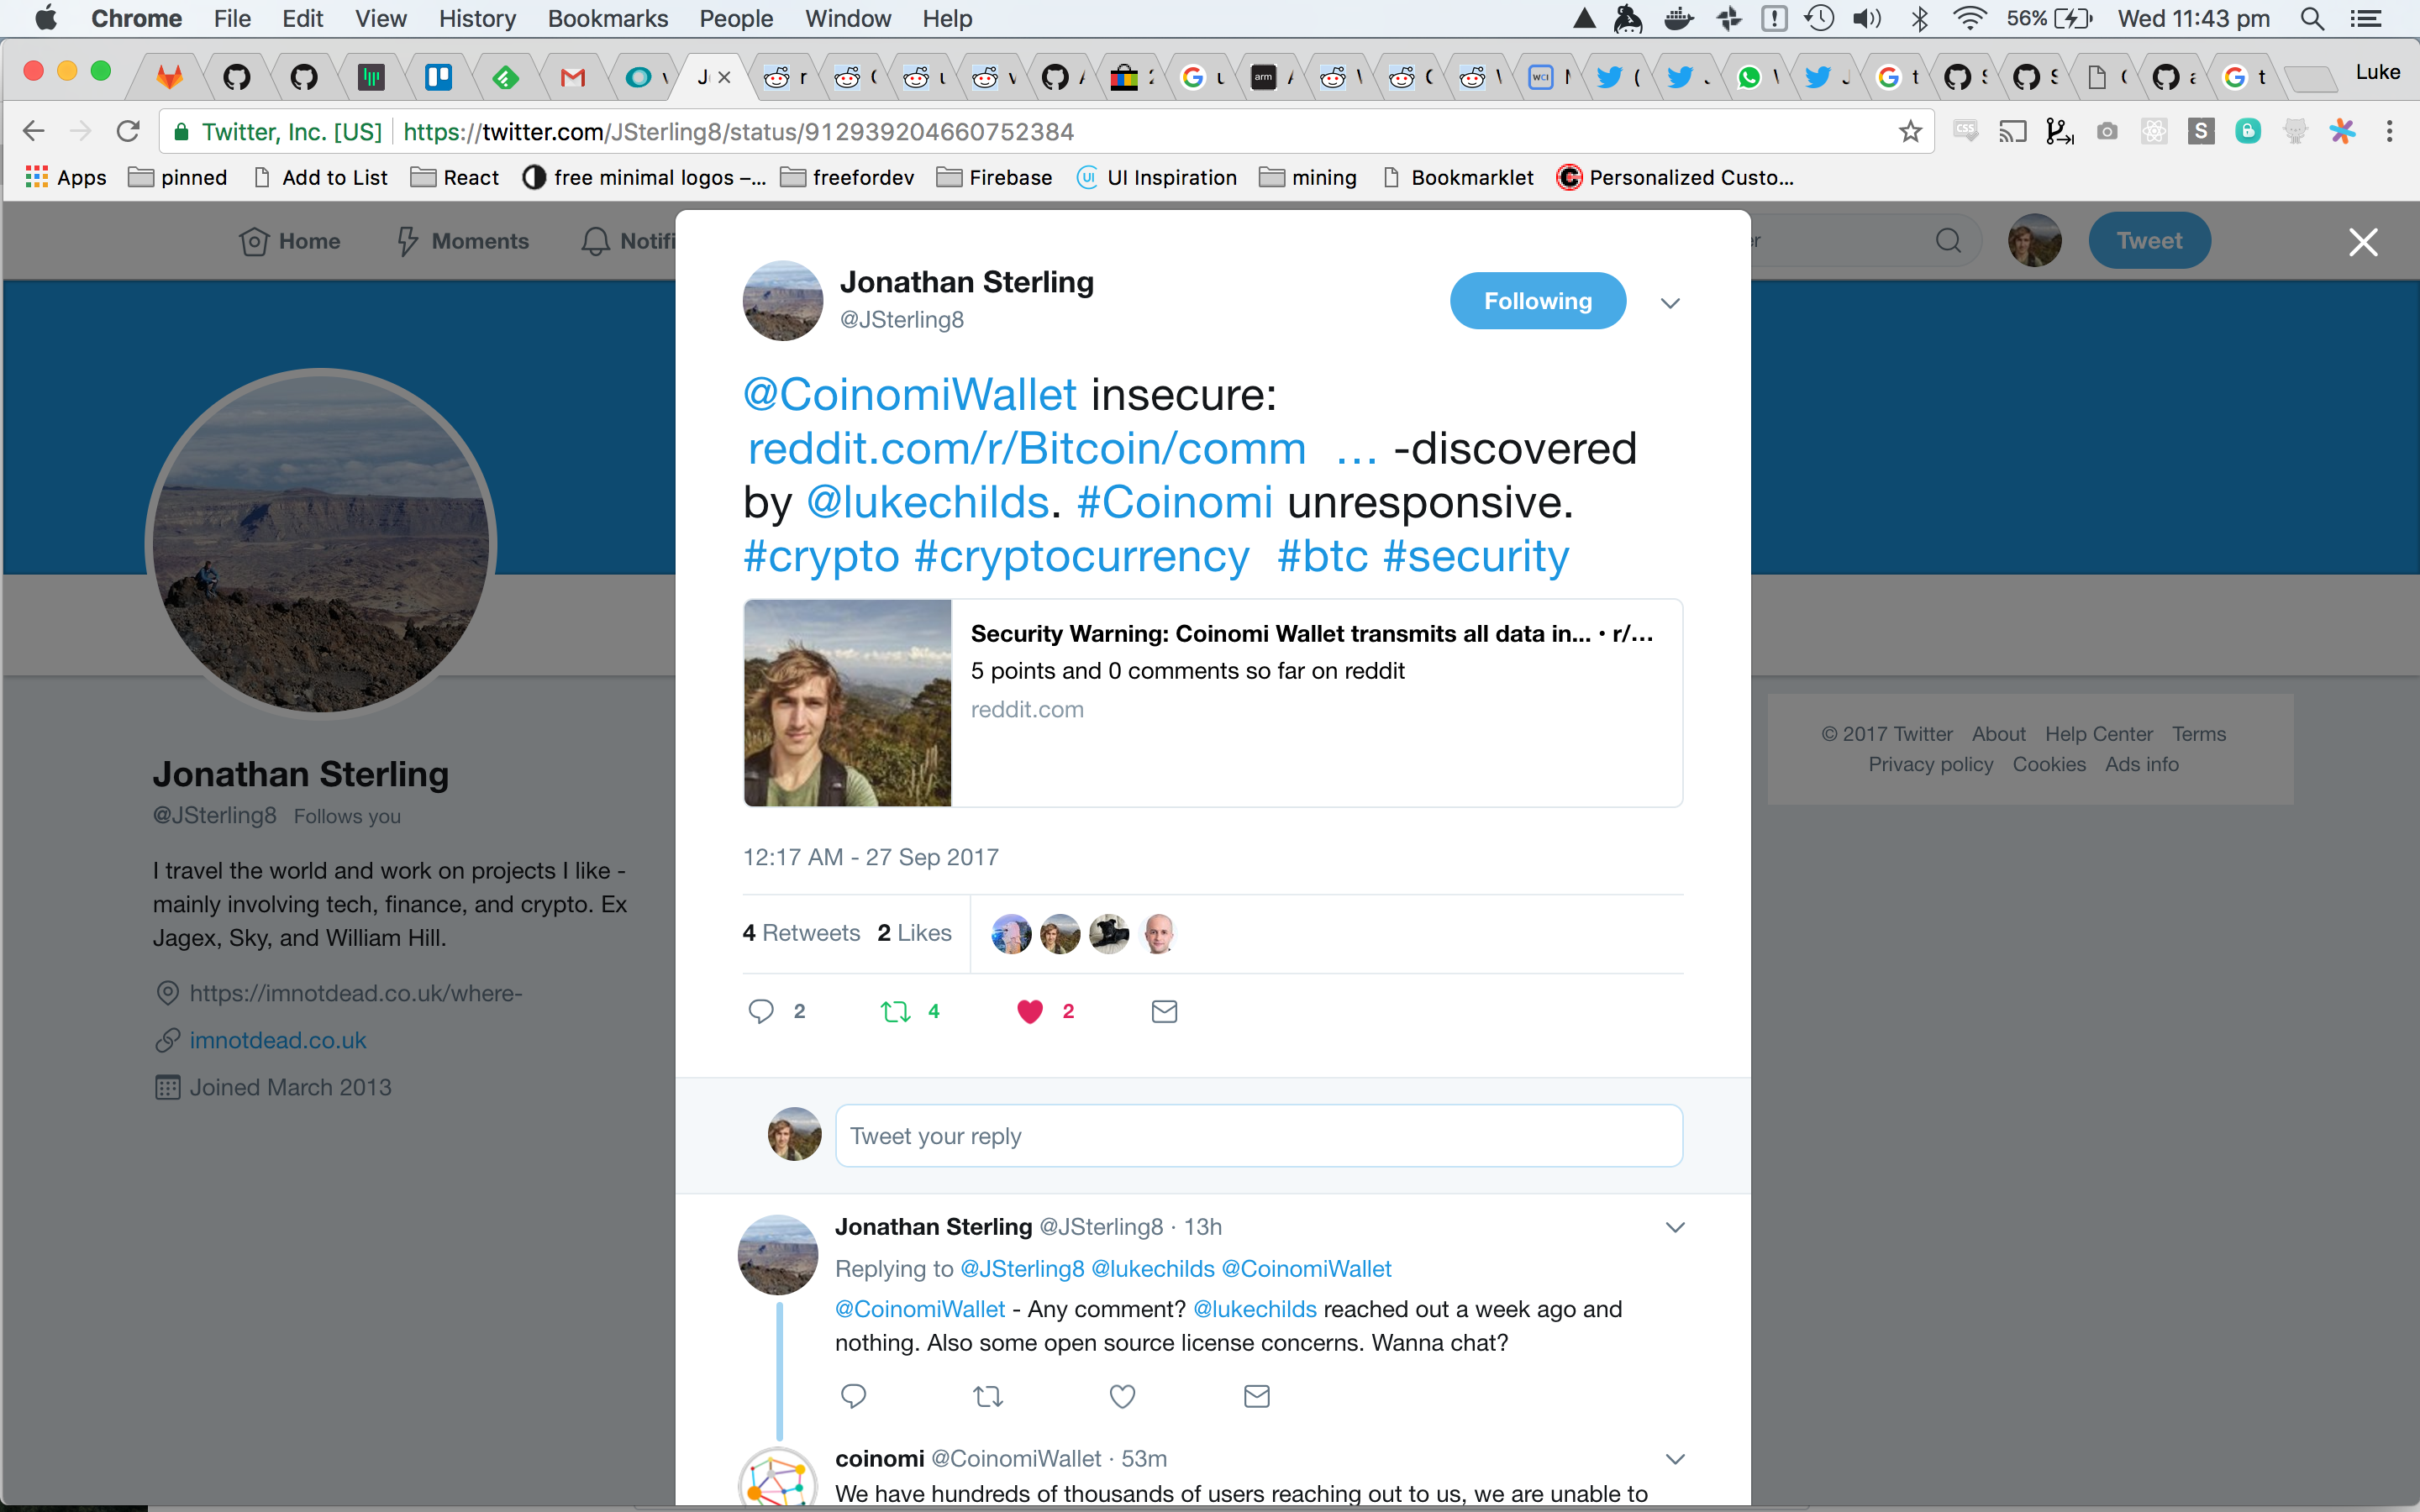 Chrome File Edit View History Bookmarks People Window Help 56% Wed 11:43 pm
Luke
Twitter, Inc. [US] https://twitter.com/JSterling8/status/912939204660752384
Apps pinned Add to List React free minimal logos –... freefordev Firebase UI Inspiration mining Bookmarklet Personalized Custo...
Home Moments Notifi Tweet
Jonathan Sterling
@JSterling8
Following
@CoinomiWallet insecure:
reddit.com/r/Bitcoin/comm … -discovered
by @lukechilds. #Coinomi unresponsive.
#crypto #cryptocurrency #btc #security
Security Warning: Coinomi Wallet transmits all data in... • r/...
5 points and 0 comments so far on reddit
reddit.com
12:17 AM - 27 Sep 2017
4 Retweets 2 Likes
2 4 2
Tweet your reply
Jonathan Sterling @JSterling8 · 13h
Replying to @JSterling8 @lukechilds @CoinomiWallet
@CoinomiWallet - Any comment? @lukechilds reached out a week ago and
nothing. Also some open source license concerns. Wanna chat?
coinomi @CoinomiWallet · 53m
We have hundreds of thousands of users reaching out to us, we are unable to
Jonathan Sterling
@JSterling8 Follows you
I travel the world and work on projects I like -
mainly involving tech, finance, and crypto. Ex
Jagex, Sky, and William Hill.
https://imnotdead.co.uk/where-
imnotdead.co.uk
Joined March 2013
© 2017 Twitter About Help Center Terms
Privacy policy Cookies Ads info